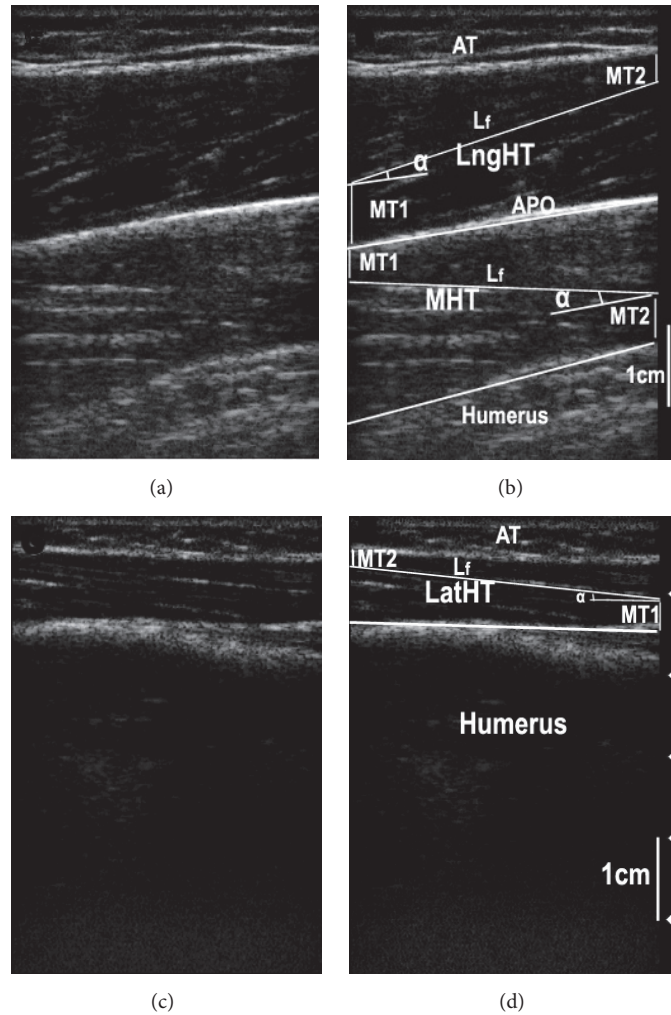 AT
MT2
Lf
α
LngHT
MT1
APO
MT1
Lf
MHT
α
MT2
1cm
Humerus
(a)
(b)
AT
MT2
Lf
LatHT
α
MT1
Humerus
1cm
(c)
(d)